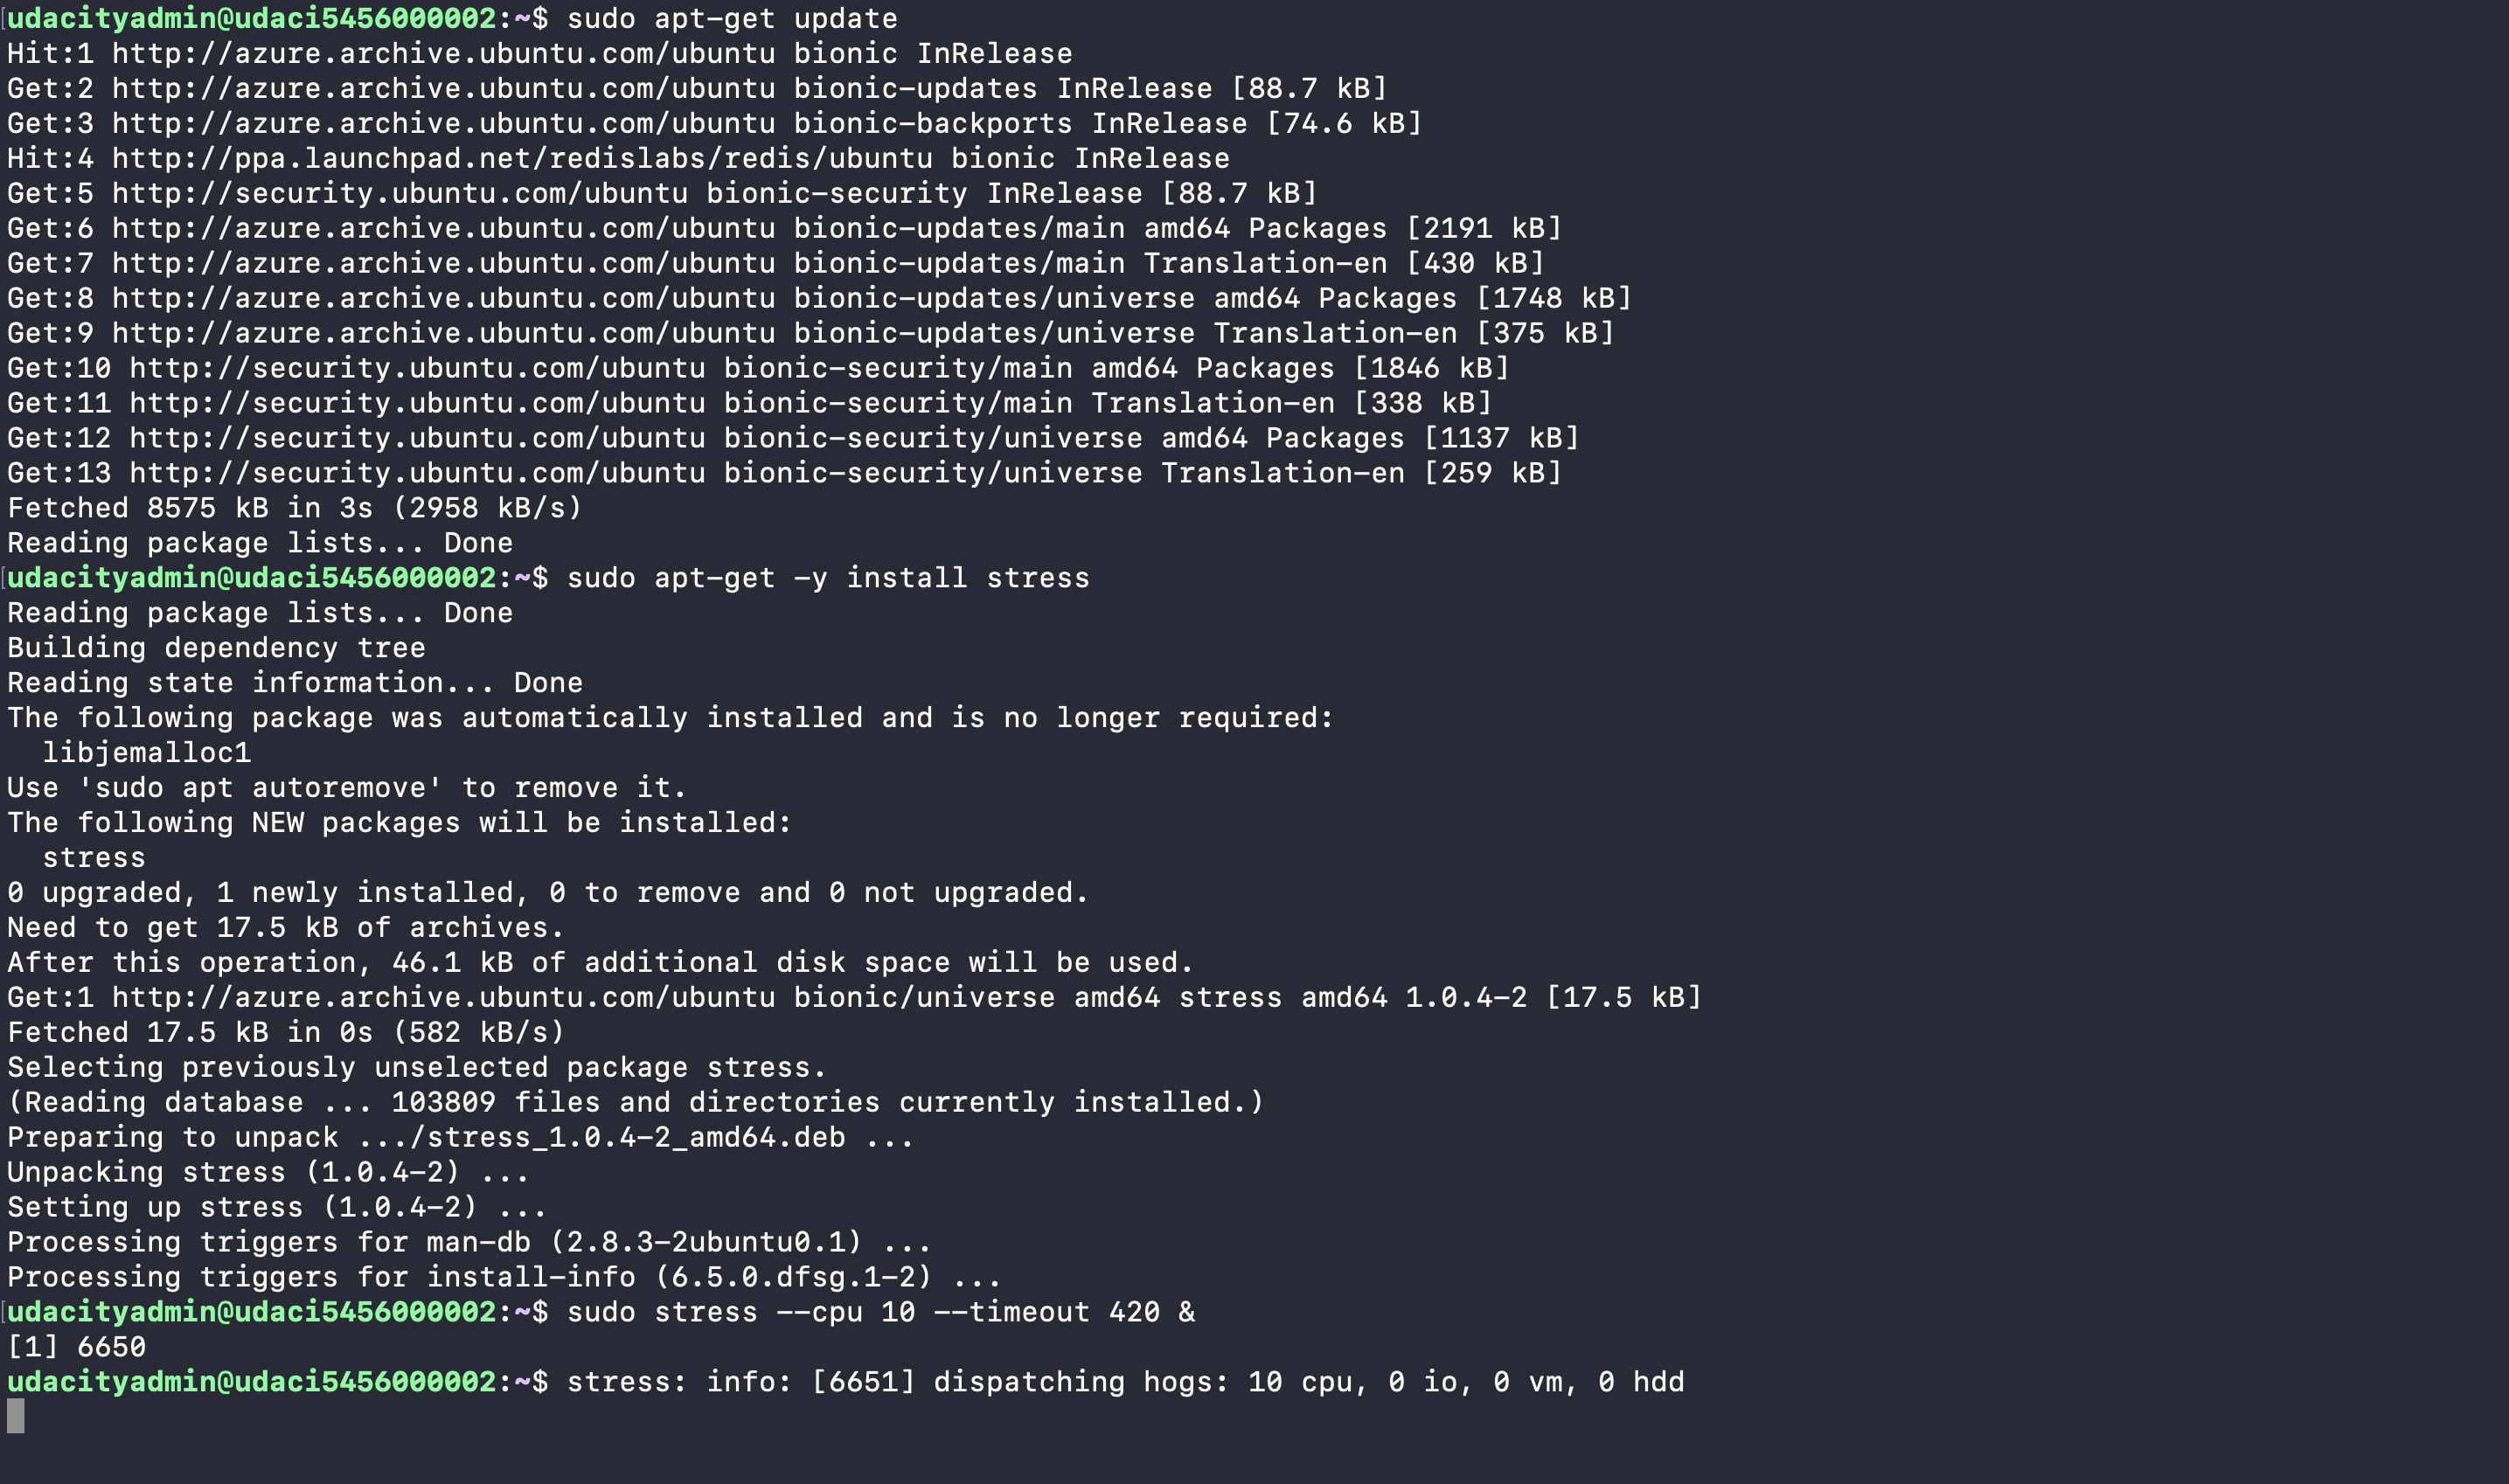 udacityadmin@udaci5456000002:~$ sudo apt-get update
Hit:1 http://azure.archive.ubuntu.com/ubuntu bionic InRelease
Get:2 http://azure.archive.ubuntu.com/ubuntu bionic-updates InRelease [88.7 kB]
Get:3 http://azure.archive.ubuntu.com/ubuntu bionic-backports InRelease [74.6 kB]
Hit:4 http://ppa.launchpad.net/redislabs/redis/ubuntu bionic InRelease
Get:5 http://security.ubuntu.com/ubuntu bionic-security InRelease [88.7 kB]
Get:6 http://azure.archive.ubuntu.com/ubuntu bionic-updates/main amd64 Packages [2191 kB]
Get:7 http://azure.archive.ubuntu.com/ubuntu bionic-updates/main Translation-en [430 kB]
Get:8 http://azure.archive.ubuntu.com/ubuntu bionic-updates/universe amd64 Packages [1748 kB]
Get:9 http://azure.archive.ubuntu.com/ubuntu bionic-updates/universe Translation-en [375 kB]
Get:10 http://security.ubuntu.com/ubuntu bionic-security/main amd64 Packages [1846 kB]
Get:11 http://security.ubuntu.com/ubuntu bionic-security/main Translation-en [338 kB]
Get:12 http://security.ubuntu.com/ubuntu bionic-security/universe amd64 Packages [1137 kB]
Get:13 http://security.ubuntu.com/ubuntu bionic-security/universe Translation-en [259 kB]
Fetched 8575 kB in 3s (2958 kB/s)
Reading package lists... Done
udacityadmin@udaci5456000002:~$ sudo apt-get -y install stress
Reading package lists... Done
Building dependency tree
Reading state information... Done
The following package was automatically installed and is no longer required:
  libjemalloc1
Use 'sudo apt autoremove' to remove it.
The following NEW packages will be installed:
  stress
0 upgraded, 1 newly installed, 0 to remove and 0 not upgraded.
Need to get 17.5 kB of archives.
After this operation, 46.1 kB of additional disk space will be used.
Get:1 http://azure.archive.ubuntu.com/ubuntu bionic/universe amd64 stress amd64 1.0.4-2 [17.5 kB]
Fetched 17.5 kB in 0s (582 kB/s)
Selecting previously unselected package stress.
(Reading database ... 103809 files and directories currently installed.)
Preparing to unpack .../stress_1.0.4-2_amd64.deb ...
Unpacking stress (1.0.4-2) ...
Setting up stress (1.0.4-2) ...
Processing triggers for man-db (2.8.3-2ubuntu0.1) ...
Processing triggers for install-info (6.5.0.dfsg.1-2) ...
udacityadmin@udaci5456000002:~$ sudo stress --cpu 10 --timeout 420 &
[1] 6650
udacityadmin@udaci5456000002:~$ stress: info: [6651] dispatching hogs: 10 cpu, 0 io, 0 vm, 0 hdd